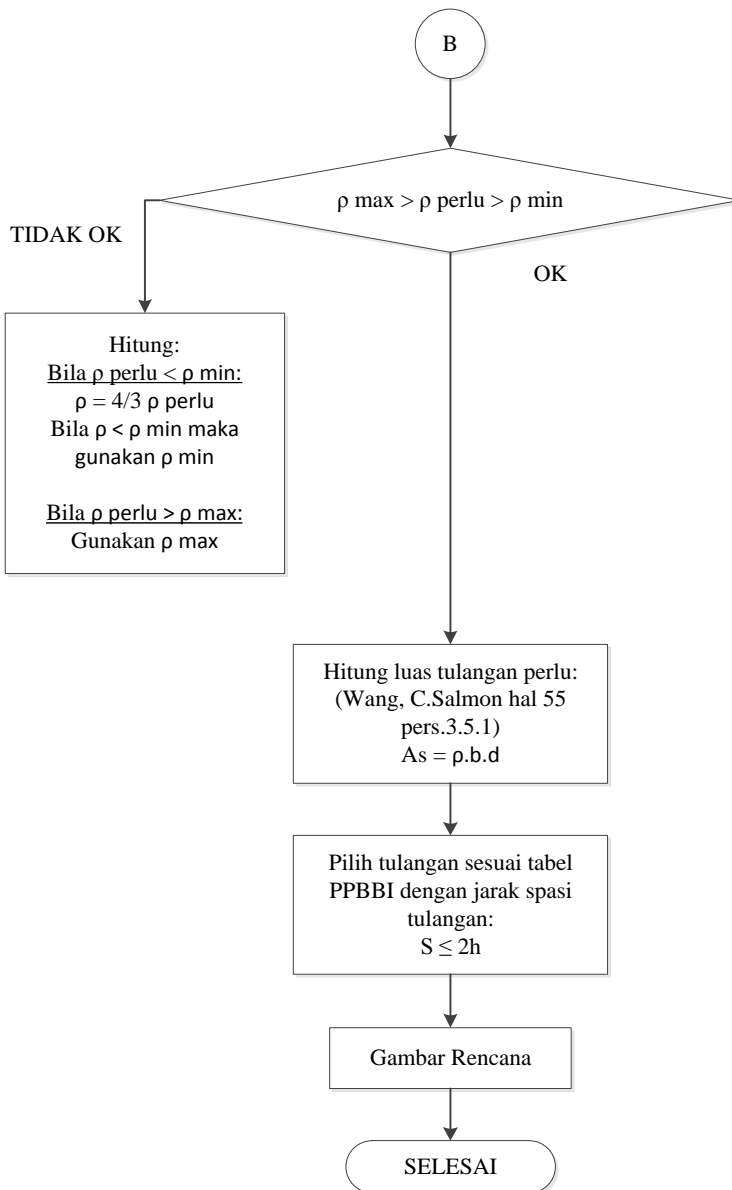 B
ρ max > ρ perlu > ρ min
TIDAK OK
OK
Hitung:
Bila ρ perlu < ρ min:
ρ = 4/3 ρ perlu
Bila ρ < ρ min maka
gunakan ρ min
Bila ρ perlu > ρ max:
Gunakan ρ max
Hitung luas tulangan perlu:
(Wang, C.Salmon hal 55
pers.3.5.1)
As = ρ.b.d
Pilih tulangan sesuai tabel
PPBBI dengan jarak spasi
tulangan:
S ≤ 2h
Gambar Rencana
SELESAI